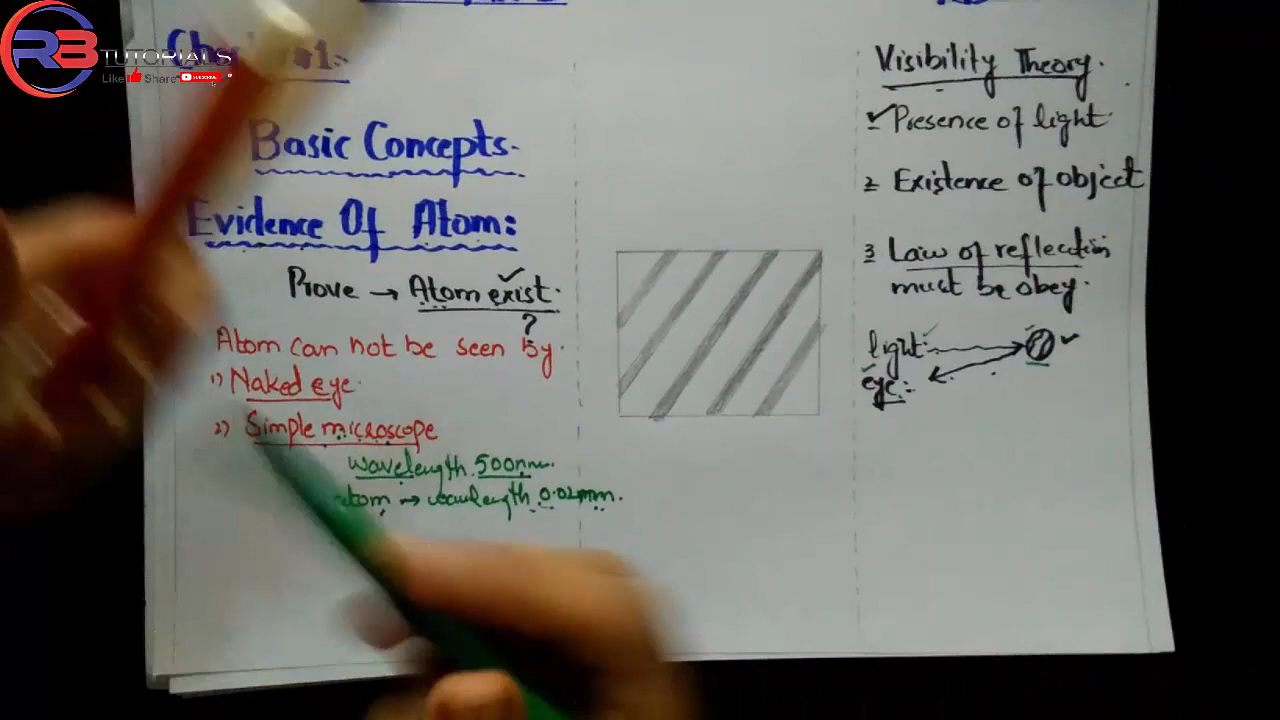 RB TUTORIALS
Like Share SUBSCRIBE
Basic Concepts.
Evidence Of Atom:
Prove → Atom exist.
?
Atom can not be seen by.
1) Naked eye.
2) Simple microscope
wavelength 500nm.
atom → wavelength 0.02nm.
Visibility Theory.
1 Presence of light.
2 Existence of object
3 Law of reflection
must be obey.
light:
eye: